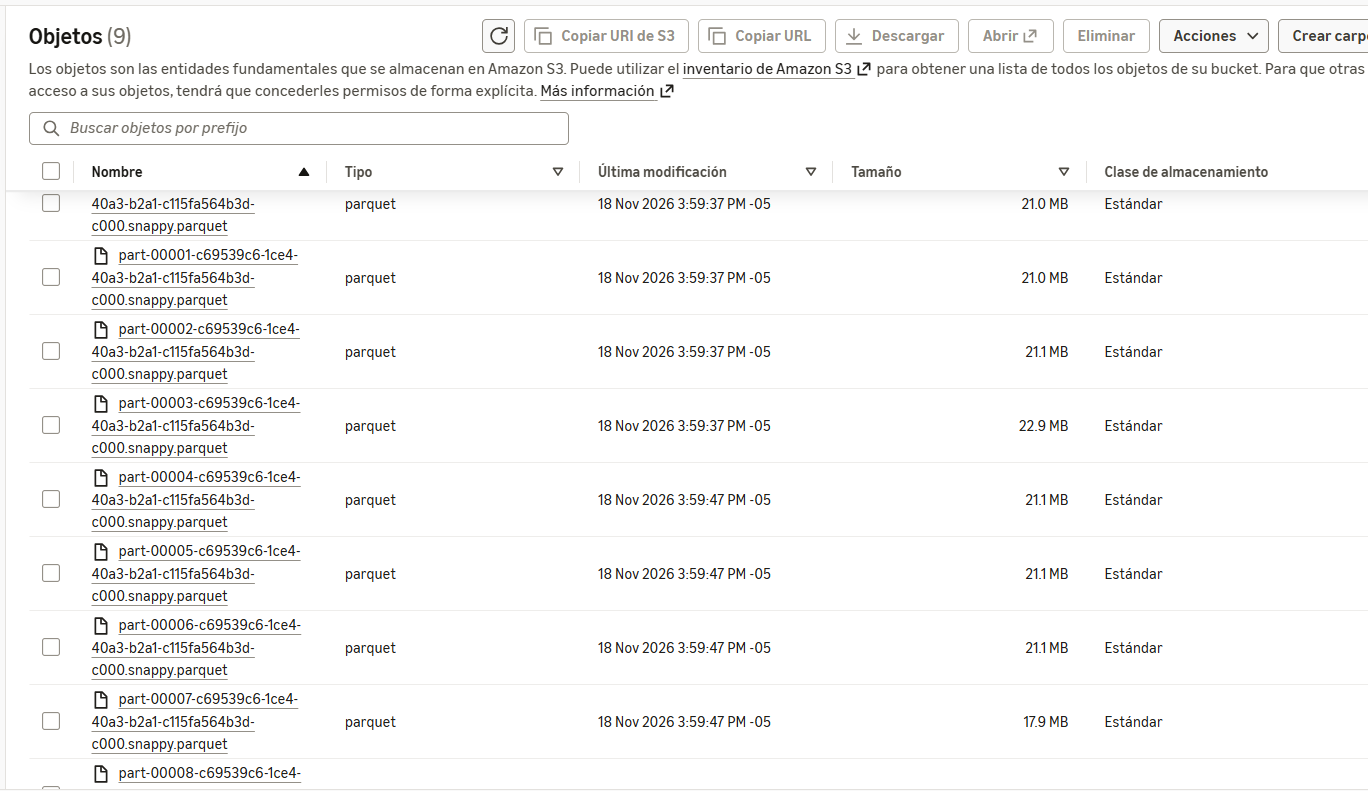 Objetos (9)
Copiar URI de S3
Copiar URL
Descargar
Abrir
Eliminar
Acciones
Crear carpe
Los objetos son las entidades fundamentales que se almacenan en Amazon S3. Puede utilizar el inventario de Amazon S3 para obtener una lista de todos los objetos de su bucket. Para que otras
acceso a sus objetos, tendrá que concederles permisos de forma explícita. Más información
Buscar objetos por prefijo
Nombre
Tipo
Última modificación
Tamaño
Clase de almacenamiento
40a3-b2a1-c115fa564b3d-
c000.snappy.parquet
parquet
18 Nov 2026 3:59:37 PM -05
21.0 MB
Estándar
part-00001-c69539c6-1ce4-
40a3-b2a1-c115fa564b3d-
c000.snappy.parquet
parquet
18 Nov 2026 3:59:37 PM -05
21.0 MB
Estándar
part-00002-c69539c6-1ce4-
40a3-b2a1-c115fa564b3d-
c000.snappy.parquet
parquet
18 Nov 2026 3:59:37 PM -05
21.1 MB
Estándar
part-00003-c69539c6-1ce4-
40a3-b2a1-c115fa564b3d-
c000.snappy.parquet
parquet
18 Nov 2026 3:59:37 PM -05
22.9 MB
Estándar
part-00004-c69539c6-1ce4-
40a3-b2a1-c115fa564b3d-
c000.snappy.parquet
parquet
18 Nov 2026 3:59:47 PM -05
21.1 MB
Estándar
part-00005-c69539c6-1ce4-
40a3-b2a1-c115fa564b3d-
c000.snappy.parquet
parquet
18 Nov 2026 3:59:47 PM -05
21.1 MB
Estándar
part-00006-c69539c6-1ce4-
40a3-b2a1-c115fa564b3d-
c000.snappy.parquet
parquet
18 Nov 2026 3:59:47 PM -05
21.1 MB
Estándar
part-00007-c69539c6-1ce4-
40a3-b2a1-c115fa564b3d-
c000.snappy.parquet
parquet
18 Nov 2026 3:59:47 PM -05
17.9 MB
Estándar
part-00008-c69539c6-1ce4-